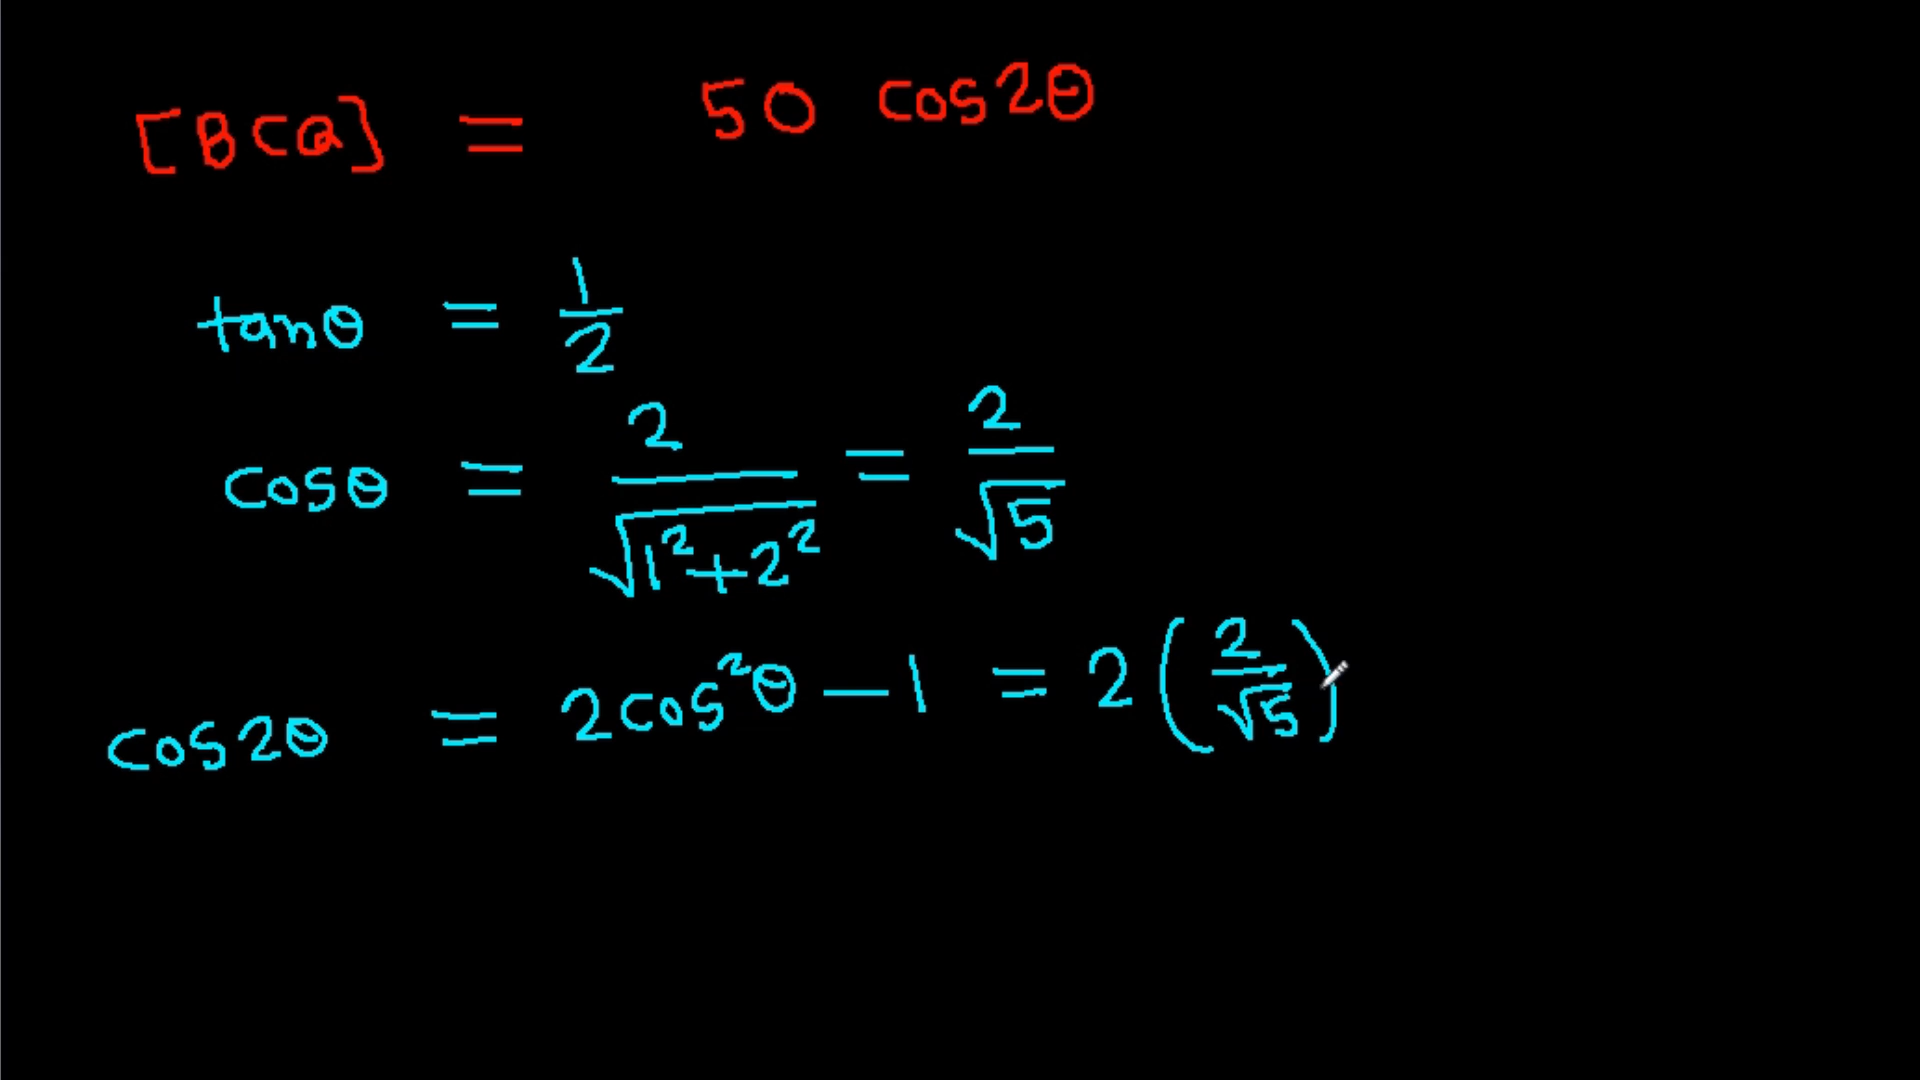 [BCQ] = 50 cos2θ
tanθ = 1/2
cosθ = 2/√(1²+2²) = 2/√5
cos2θ = 2cos²θ − 1 = 2(2/√5)